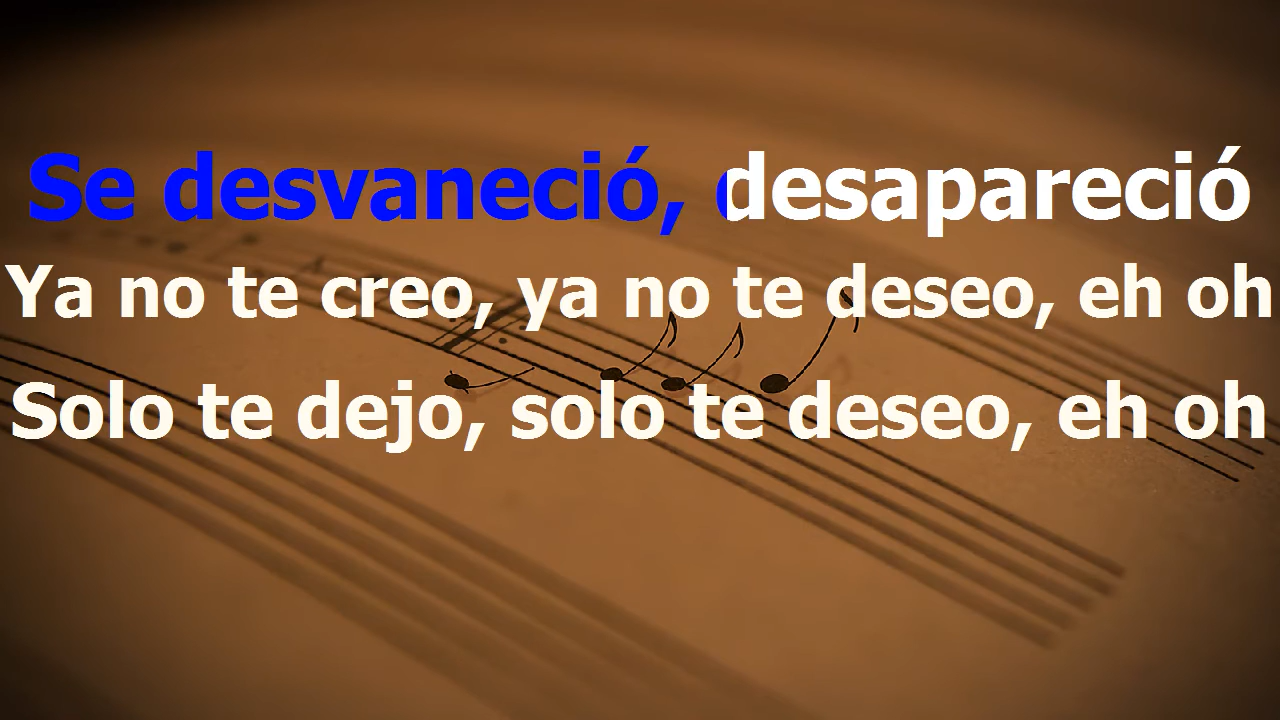 Se desvaneció, desapareció
Ya no te creo, ya no te deseo, eh oh
Solo te dejo, solo te deseo, eh oh